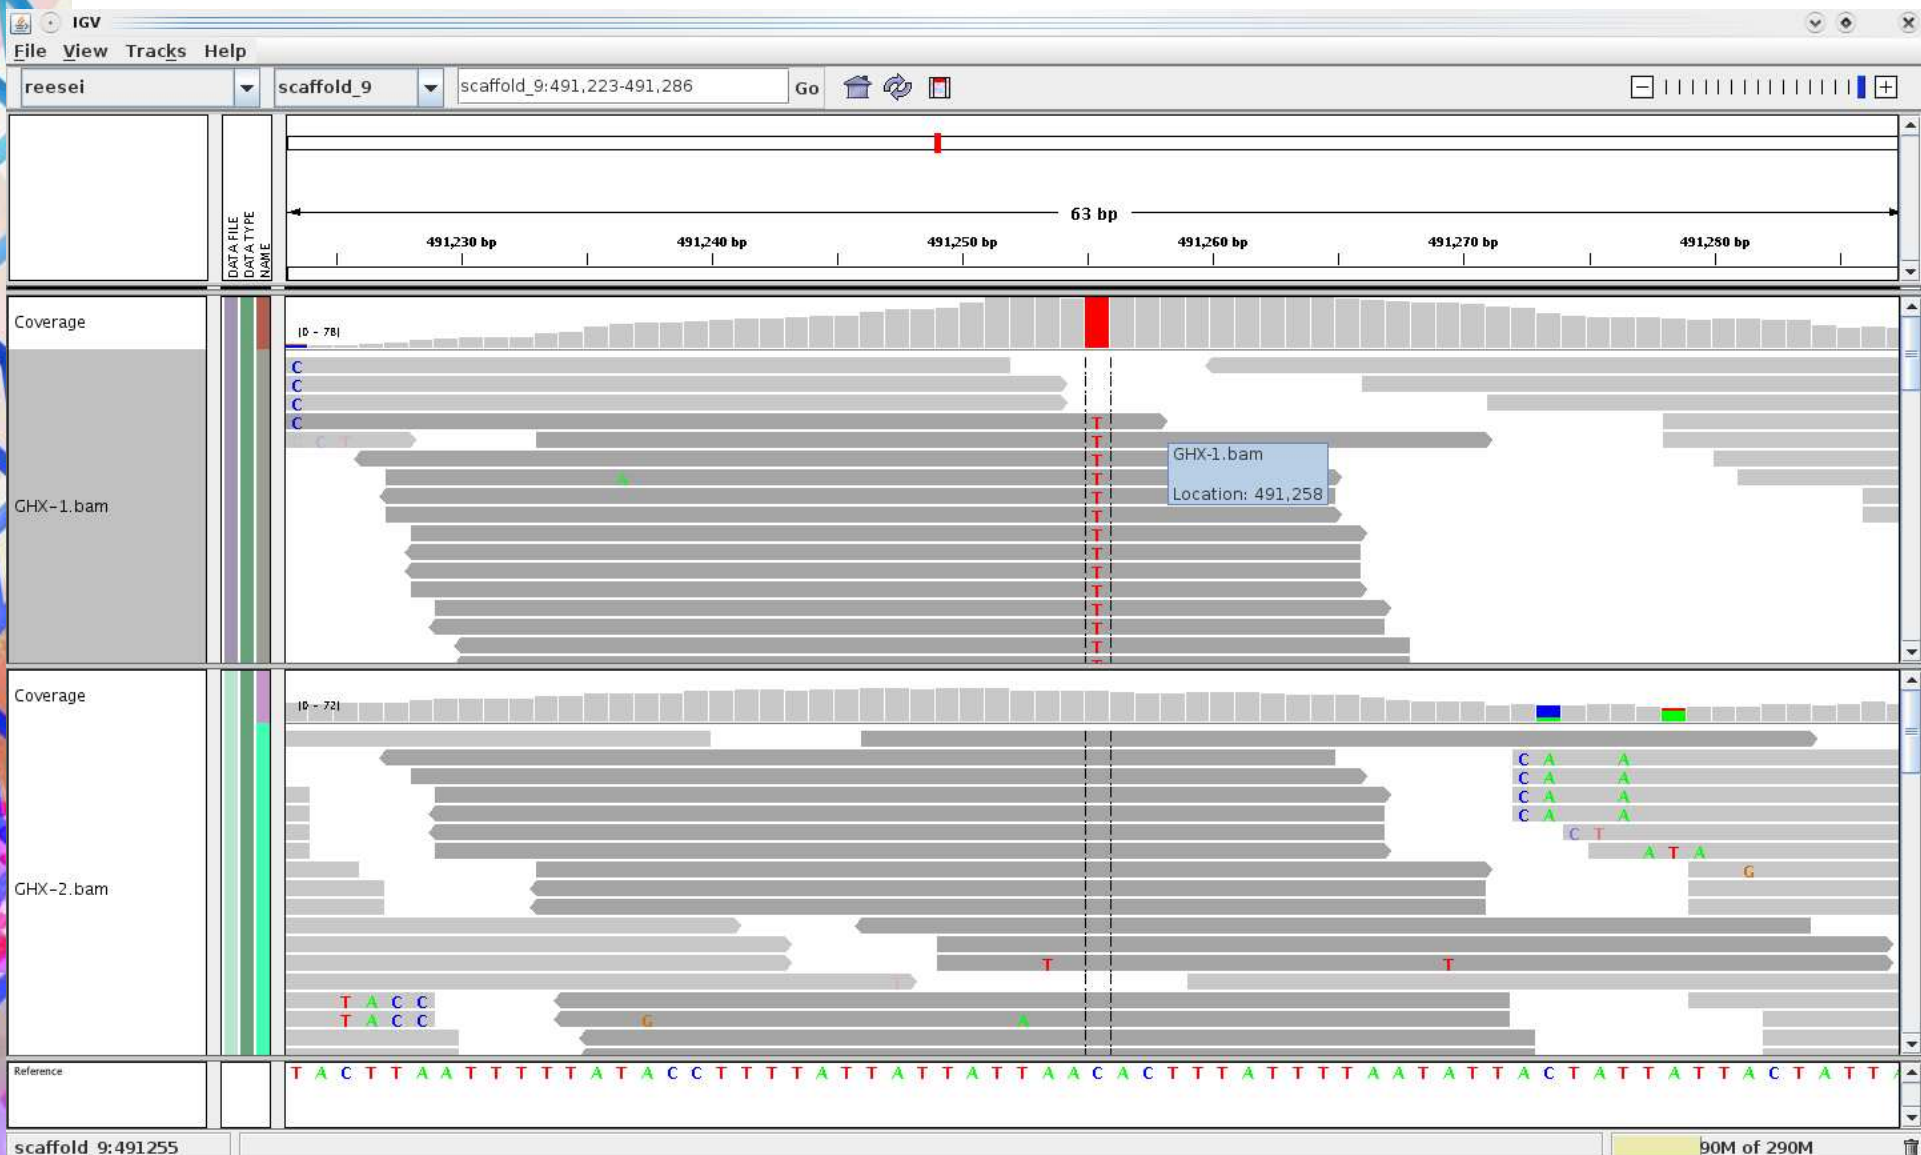 IGV
File View Tracks Help
reesei scaffold_9 scaffold_9:491,223-491,286 Go
63 bp
491,230 bp 491,240 bp 491,250 bp 491,260 bp 491,270 bp 491,280 bp
DATA FILE
DATA TYPE
NAME
Coverage
[0 - 78]
C
C
C
C T
C T T
T
GHX-1.bam
A T
T
Location: 491,258
GHX-1.bam
T
T
T
T
T
T
T
T
T
Coverage
[0 - 72]
C A A
C A A
C A A
C A A
C T
A T A
G
GHX-2.bam
T T
T
T A C C
T A C C G A
Reference
T A C T T A A T T T T T A T A C C T T T T A T T A T T A T T A A C A C T T T A T T T T A A T A T T A C T A T T A T T A C T A T T A
scaffold_9:491255
90M of 290M